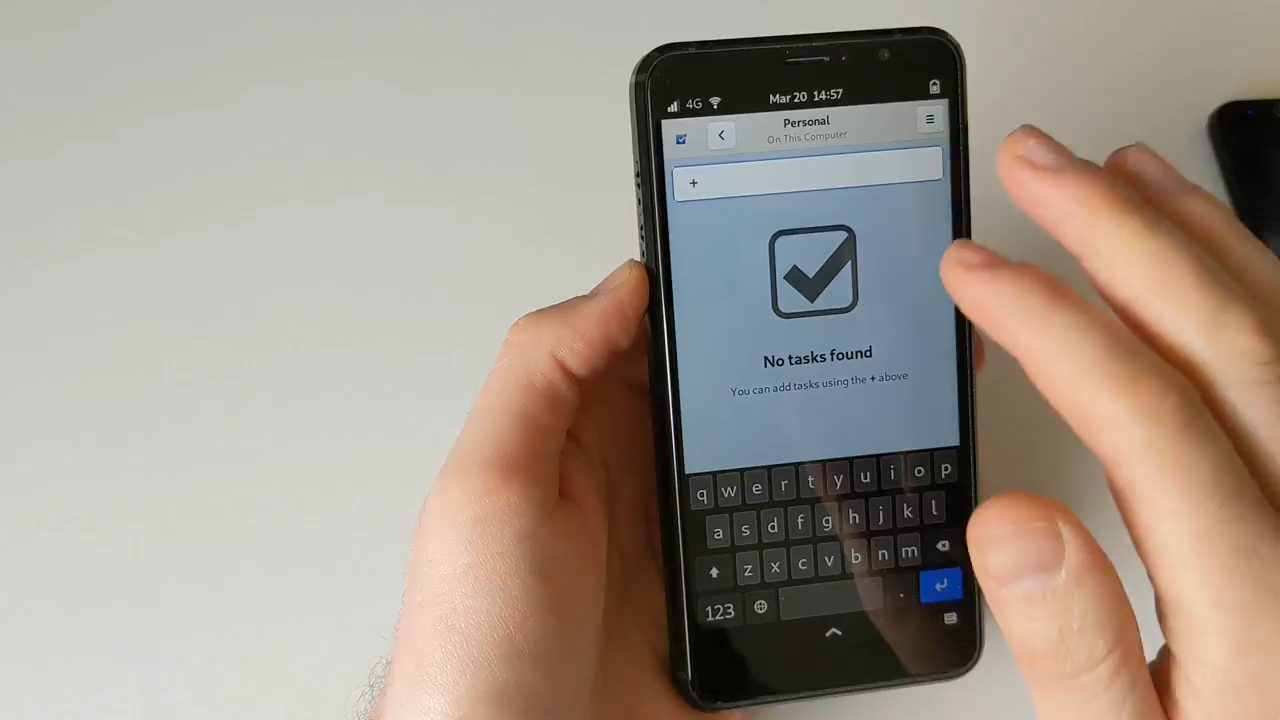 4G Mar 20 14:57
Personal
On This Computer
+
No tasks found
You can add tasks using the + above
q w e r t y u i o p
a s d f g h j k l
z x c v b n m
123 .